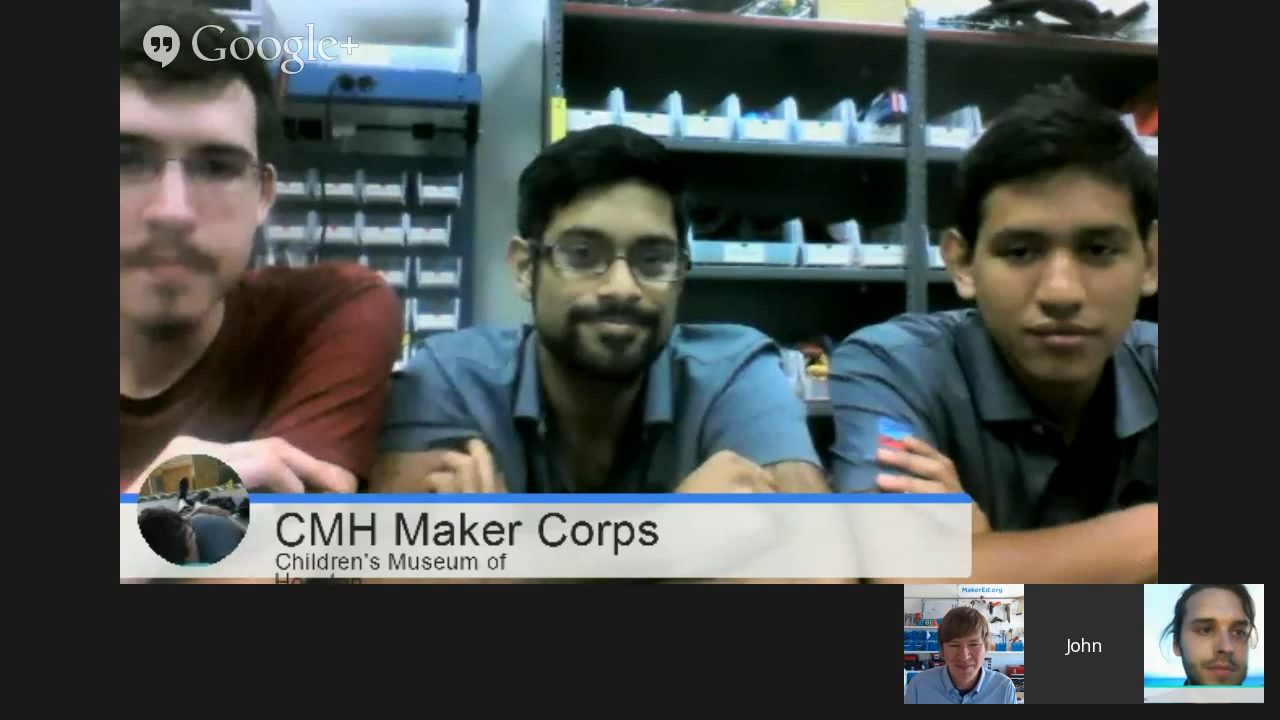 Google+
CMH Maker Corps
Children's Museum of
MakerEd.org
John